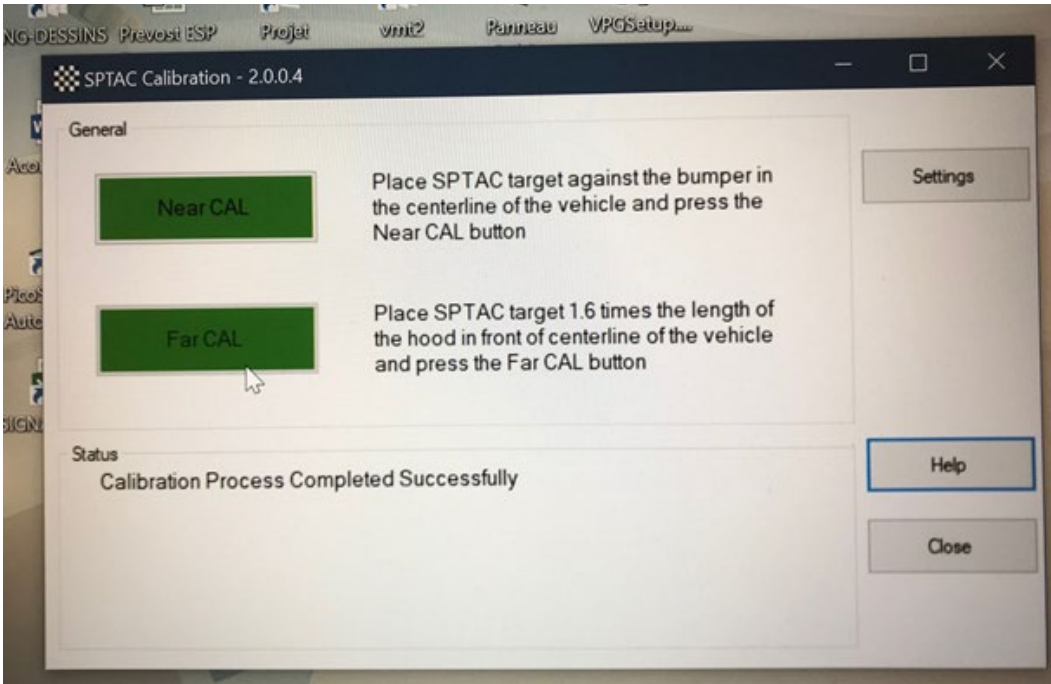 NG-DESSINS Prevost ESP Projet vmt2 Panneau VPGSetup....
SPTAC Calibration - 2.0.0.4
General
Near CAL
Place SPTAC target against the bumper in
the centerline of the vehicle and press the
Near CAL button
Settings
Far CAL
Place SPTAC target 1.6 times the length of
the hood in front of centerline of the vehicle
and press the Far CAL button
Status
Calibration Process Completed Successfully
Help
Close